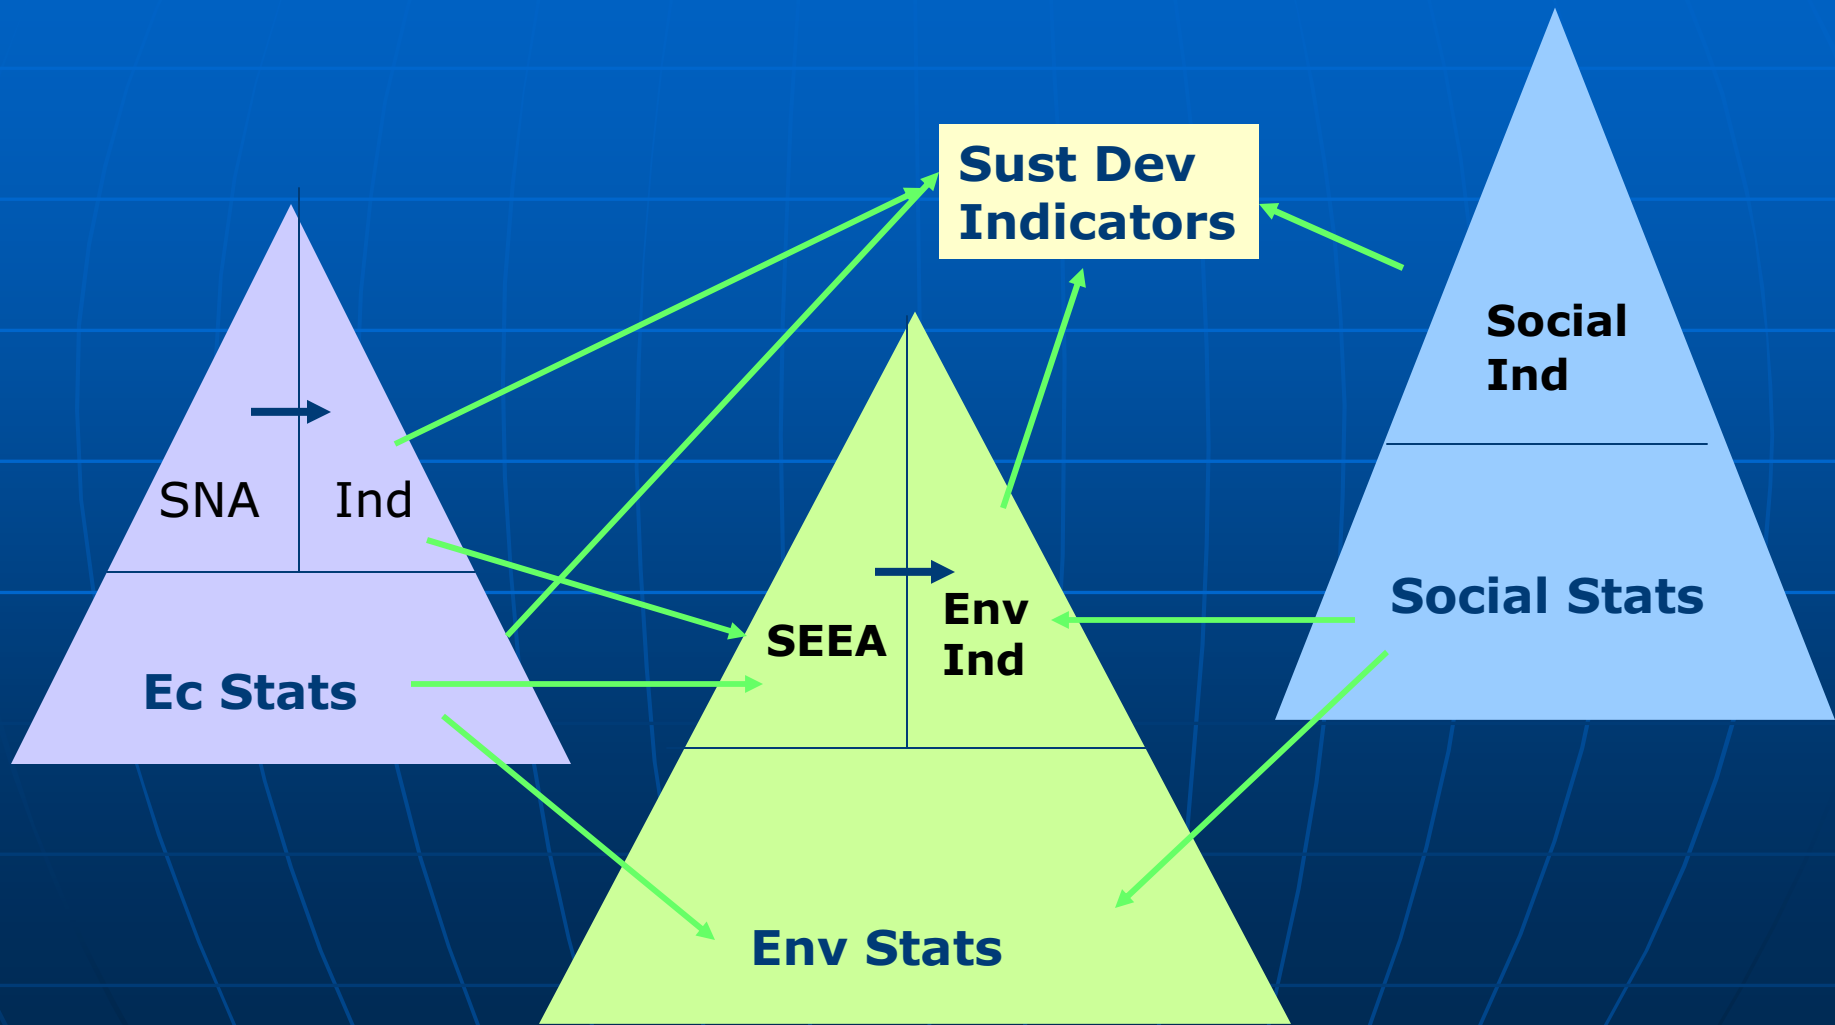 Sust Dev
Indicators
Social
Ind
SNA
Ind
Social Stats
Env
Ind
SEEA
Ec Stats
Env Stats